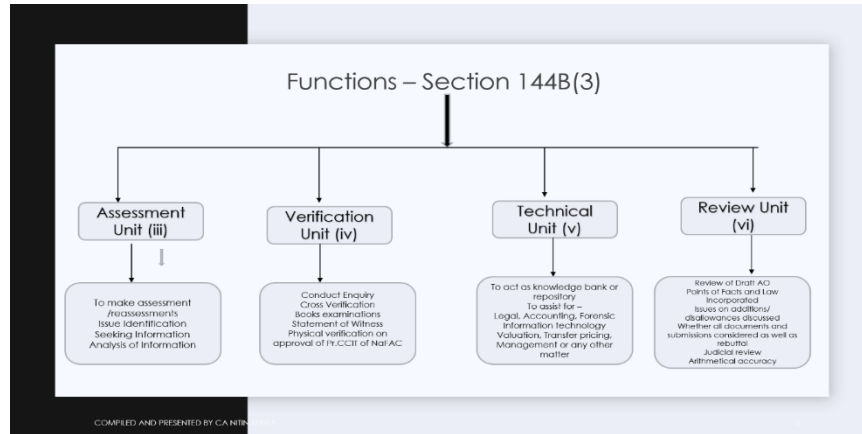 Functions – Section 144B(3)
Assessment
Unit (iii)
To make assessment
/reassessments
Issue Identification
Seeking Information
Analysis of Information
Verification
Unit (iv)
Conduct Enquiry
Cross Verification
Books examinations
Statement of Witness
Physical verification on
approval of Pr.CCIT of NaFAC
Technical
Unit (v)
To act as knowledge bank or
repository
To assist for –
Legal, Accounting, Forensic
Information technology
Valuation, Transfer pricing,
Management or any other
matter
Review Unit
(vi)
Review of Draft AO
Points of Facts and Law
Incorporated
Issues on additions/
disallowances discussed
Whether all documents and
submissions considered as well as
rebuttal
Judicial review
Arithmetical accuracy
COMPILED AND PRESENTED BY CA NITIN